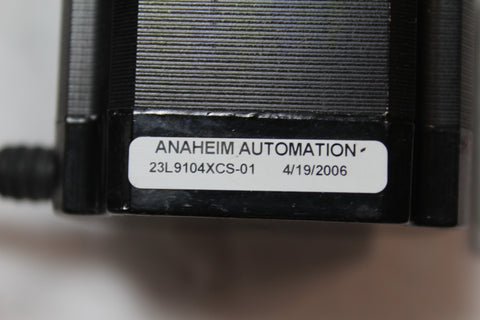 ANAHEIM AUTOMATION
23L9104XCS-01 4/19/2006